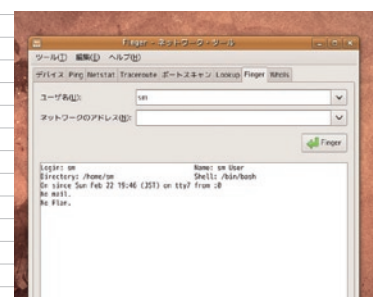 Finger - ネットワーク・ツール
ツール(T) 編集(E) ヘルプ(H)
デバイス Ping Netstat Traceroute ポートスキャン Lookup Finger Whois
ユーザ名(U): sm
ネットワークのアドレス(N):
Finger
Login: sm Name: sm User
Directory: /home/sm Shell: /bin/bash
On since Sun Feb 22 19:46 (JST) on tty7 from :0
No mail.
No Plan.